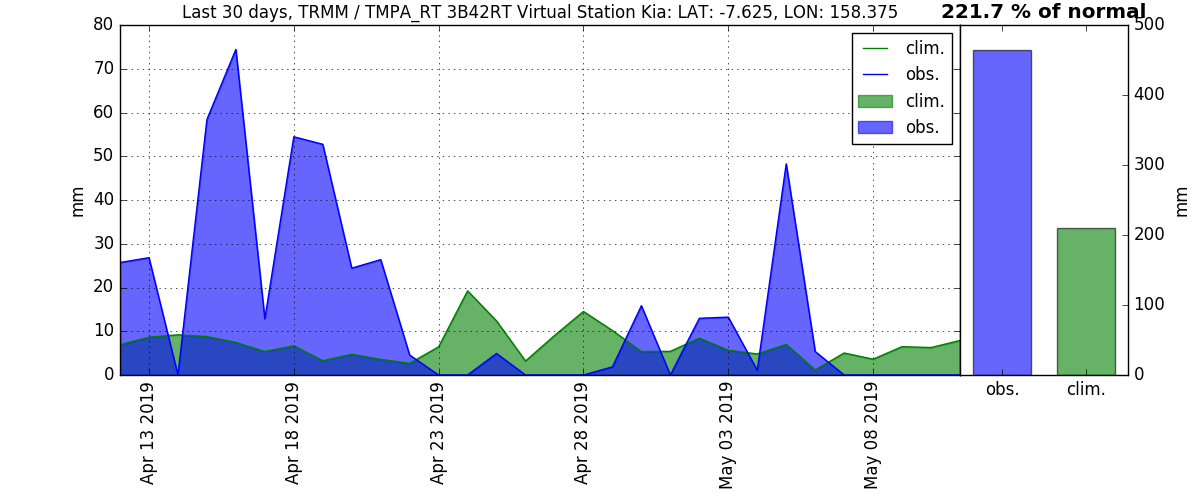 Last 30 days, TRMM / TMPA_RT 3B42RT Virtual Station Kia: LAT: -7.625, LON: 158.375
221.7 % of normal
80
70
60
50
40
30
20
10
0
mm
clim.
obs.
clim.
obs.
Apr 13 2019
Apr 18 2019
Apr 23 2019
Apr 28 2019
May 03 2019
May 08 2019
500
400
300
200
100
0
mm
obs.
clim.